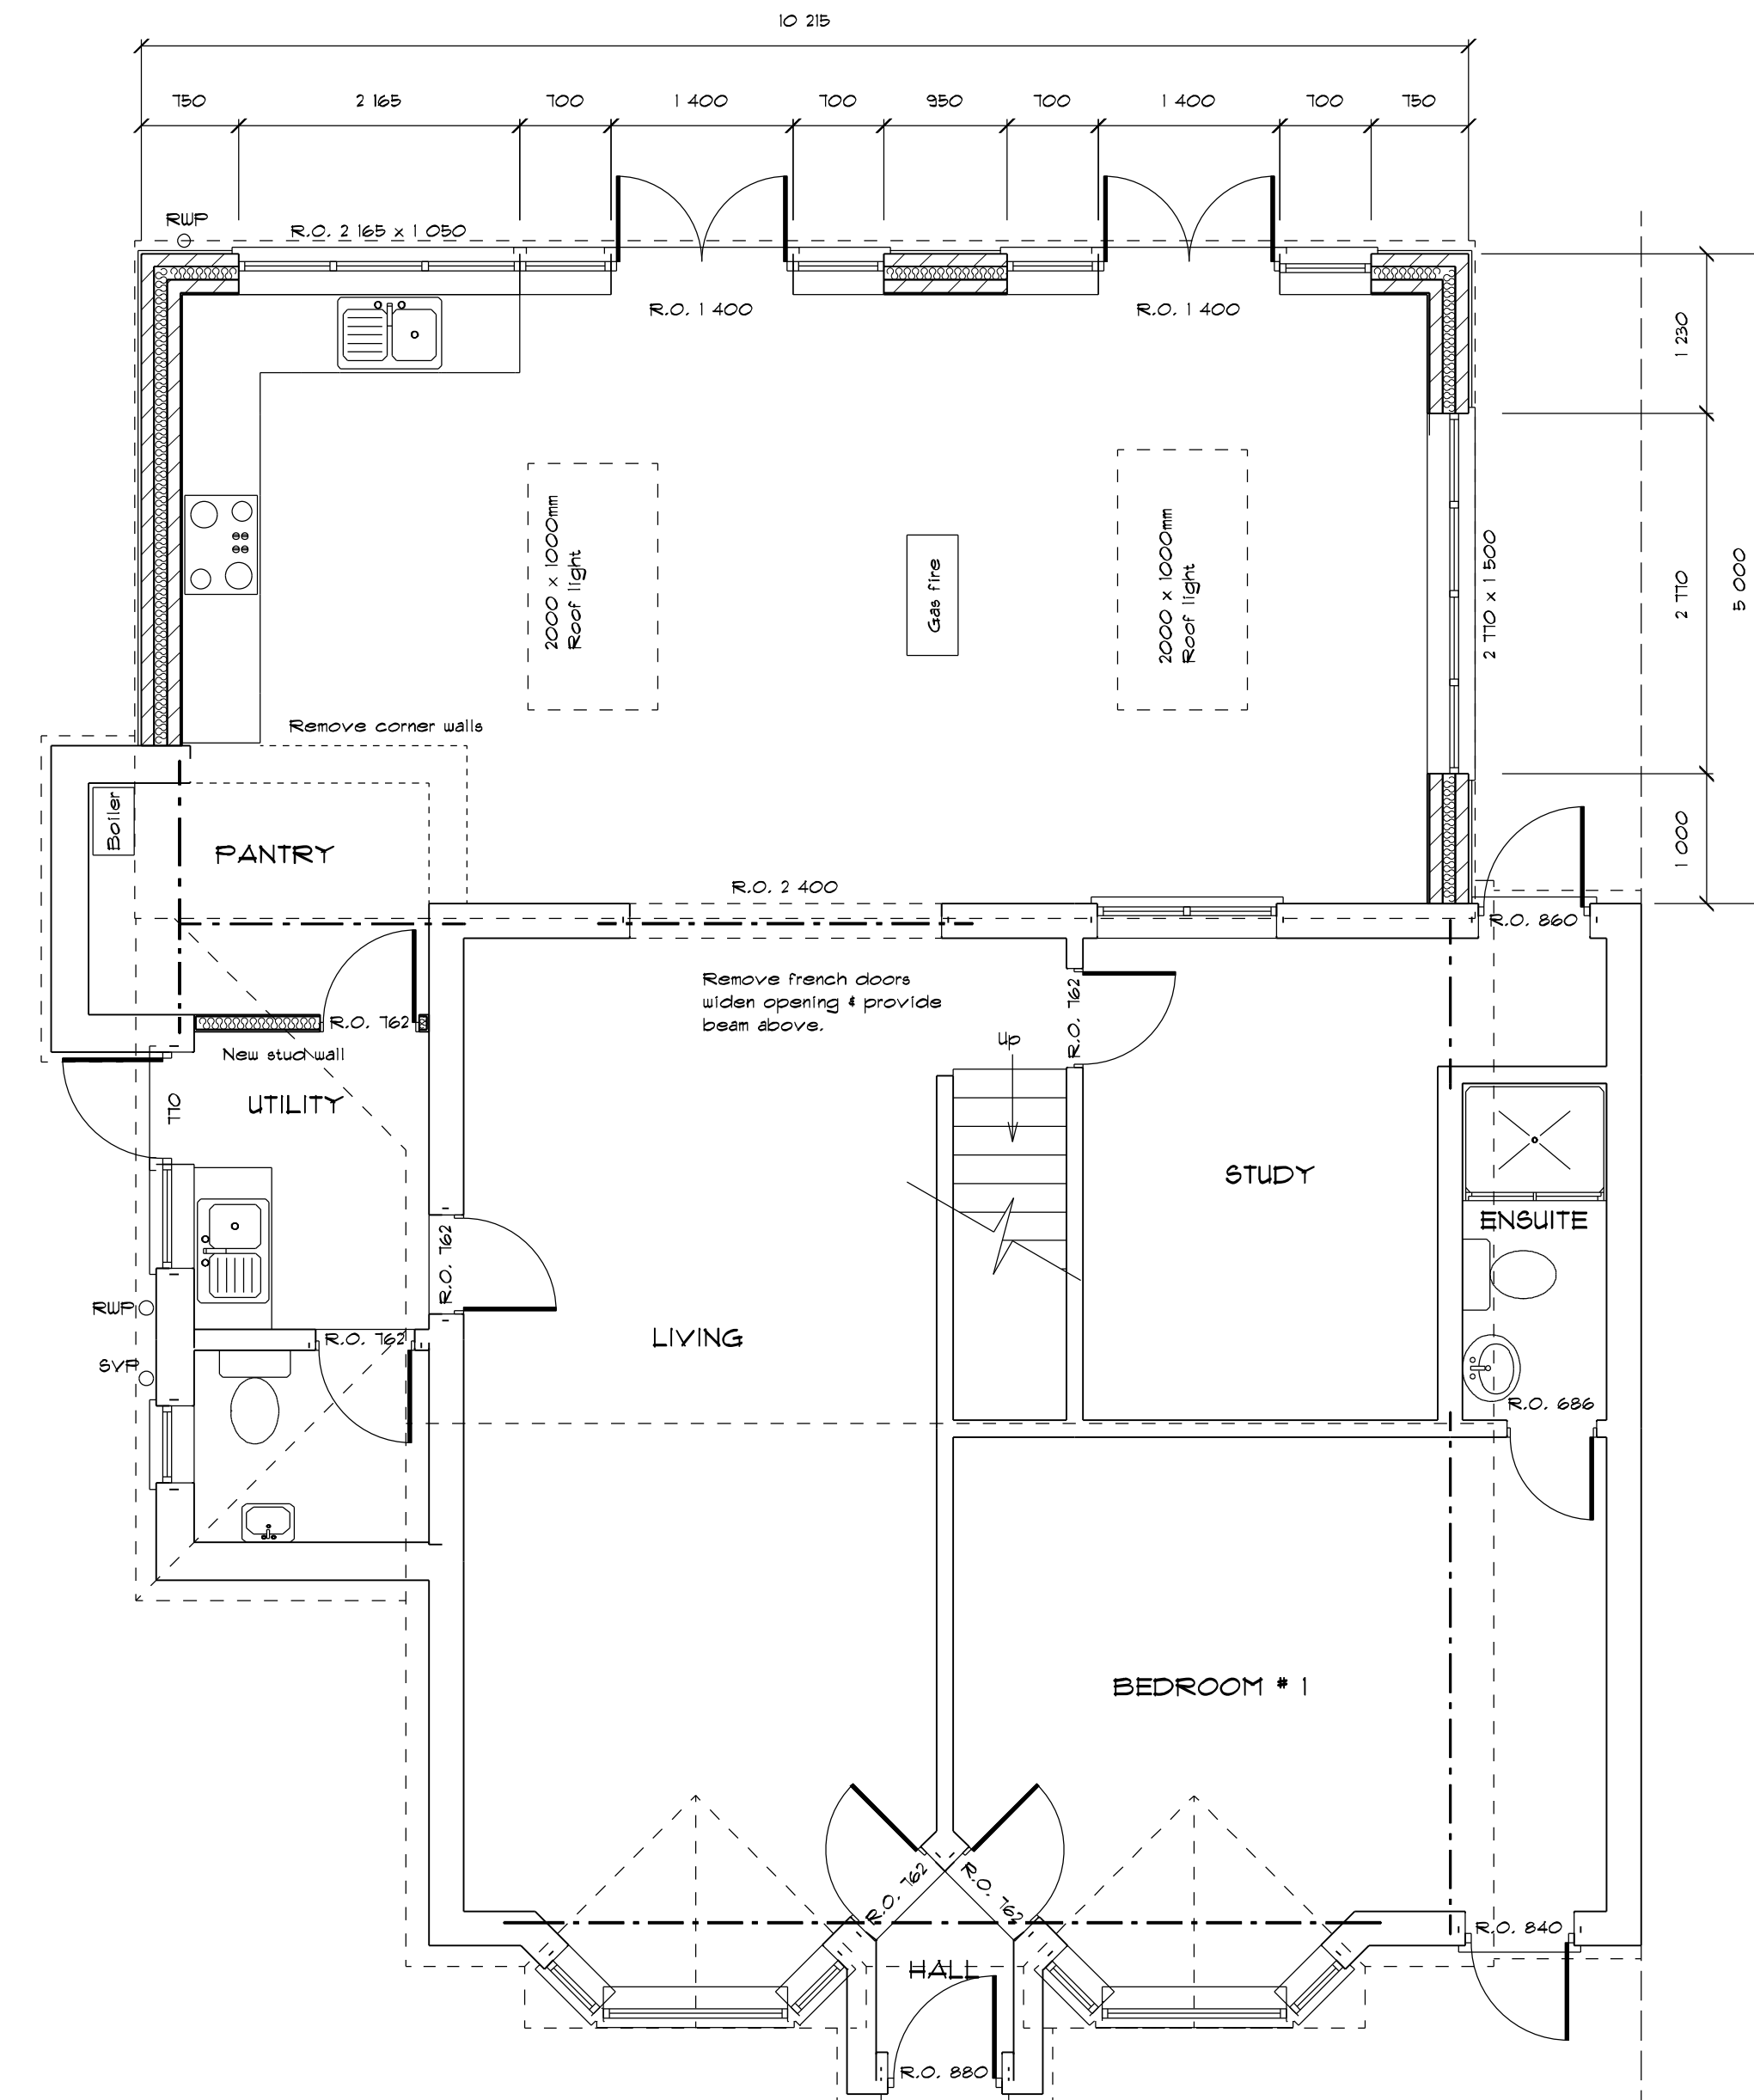 10 215
750 2 165 700 1 400 700 950 700 1 400 700 750
RWP
R.O. 2 165 x 1 050
R.O. 1 400
R.O. 1 400
1 230
2000 x 1000mm
Roof light
Gas fire
2000 x 1000mm
Roof light
2 770 x 1 500
2 770
5 000
Remove corner walls
Boiler
PANTRY
1 000
R.O. 2 400
R.O. 860
Remove french doors
widen opening & provide
beam above.
R.O. 762
R.O. 762
New stud wall
Up
770
UTILITY
STUDY
ENSUITE
R.O. 762
RWP
R.O. 762
LIVING
SVP
R.O. 686
BEDROOM # 1
R.O. 762
R.O. 762
R.O. 840
HALL
R.O. 880